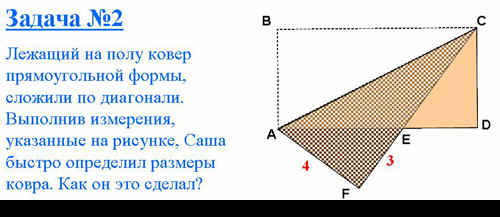 Задача №2
Лежащий на полу ковер
прямоугольной формы,
сложили по диагонали.
Выполнив измерения,
указанные на рисунке, Саша
быстро определил размеры
ковра. Как он это сделал?
B
C
A
E
D
4
3
F